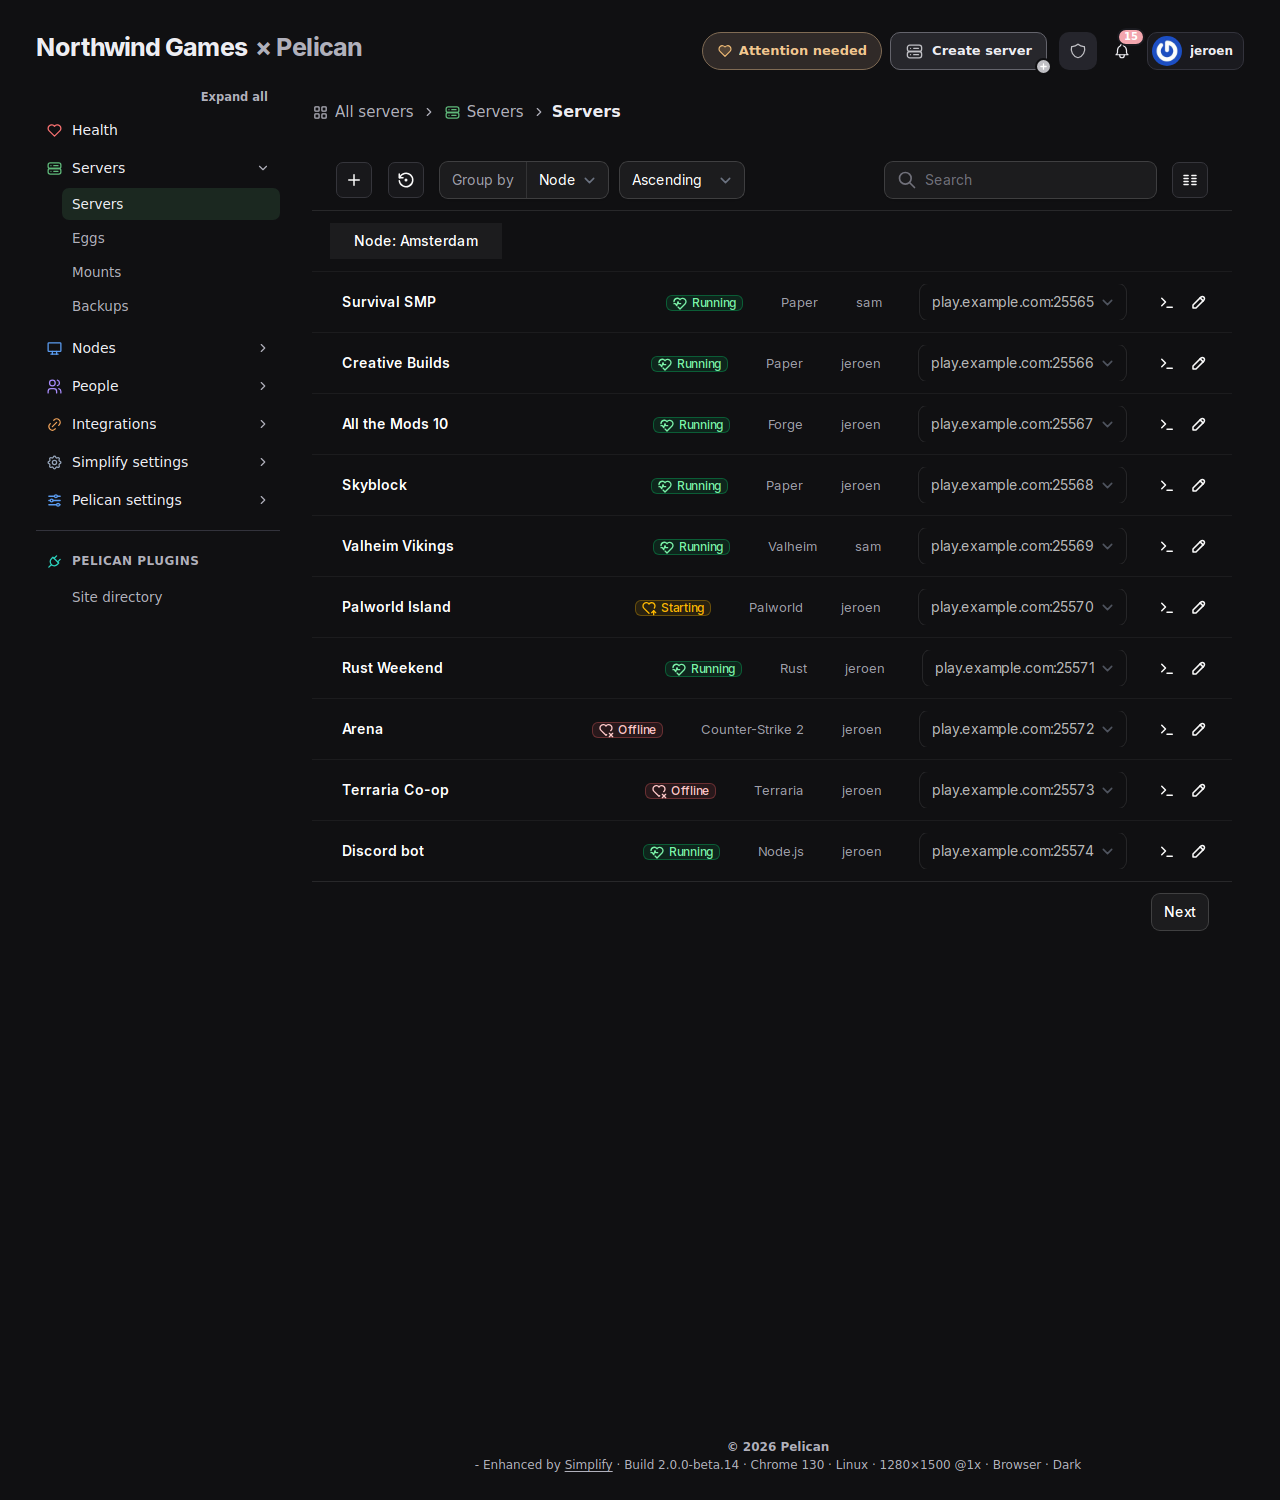 Northwind Games × Pelican
Attention needed
Create server
15
jeroen
Expand all
Health
Servers
Servers
Eggs
Mounts
Backups
Nodes
People
Integrations
Simplify settings
Pelican settings
PELICAN PLUGINS
Site directory
All servers > Servers > Servers
Group by Node Ascending Search
Node: Amsterdam
Survival SMP Running Paper sam play.example.com:25565
Creative Builds Running Paper jeroen play.example.com:25566
All the Mods 10 Running Forge jeroen play.example.com:25567
Skyblock Running Paper jeroen play.example.com:25568
Valheim Vikings Running Valheim sam play.example.com:25569
Palworld Island Starting Palworld jeroen play.example.com:25570
Rust Weekend Running Rust jeroen play.example.com:25571
Arena Offline Counter-Strike 2 jeroen play.example.com:25572
Terraria Co-op Offline Terraria jeroen play.example.com:25573
Discord bot Running Node.js jeroen play.example.com:25574
Next
© 2026 Pelican
- Enhanced by Simplify · Build 2.0.0-beta.14 · Chrome 130 · Linux · 1280×1500 @1x · Browser · Dark